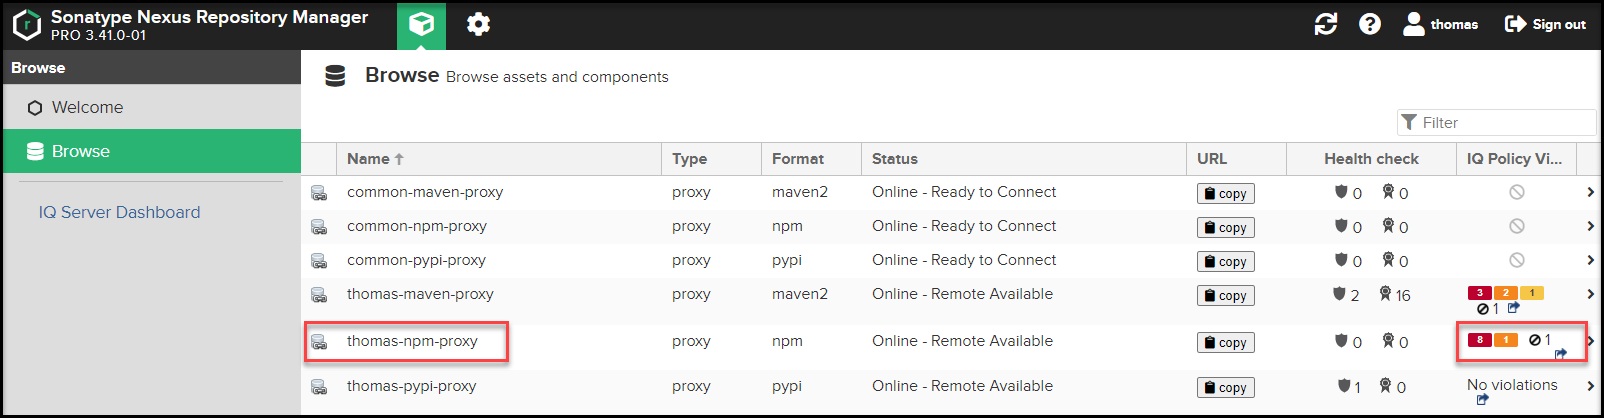 Sonatype Nexus Repository Manager
PRO 3.41.0-01
thomas
Sign out
Browse
Welcome
Browse
IQ Server Dashboard
Browse Browse assets and components
Filter
Name Type Format Status URL Health check IQ Policy Vi...
common-maven-proxy proxy maven2 Online - Ready to Connect copy 0 0
common-npm-proxy proxy npm Online - Ready to Connect copy 0 0
common-pypi-proxy proxy pypi Online - Ready to Connect copy 0 0
thomas-maven-proxy proxy maven2 Online - Remote Available copy 2 16 3 2 1
1
thomas-npm-proxy proxy npm Online - Remote Available copy 0 0 8 1 1
thomas-pypi-proxy proxy pypi Online - Remote Available copy 1 0 No violations